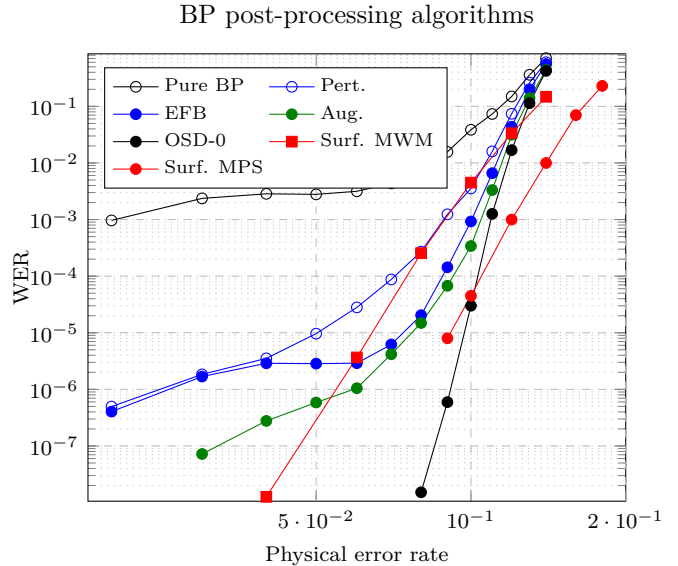 BP post-processing algorithms
Pure BP Pert.
EFB Aug.
OSD-0 Surf. MWM
Surf. MPS
10^{-1}
10^{-2}
10^{-3}
10^{-4}
10^{-5}
10^{-6}
10^{-7}
WER
5 · 10^{-2} 10^{-1} 2 · 10^{-1}
Physical error rate